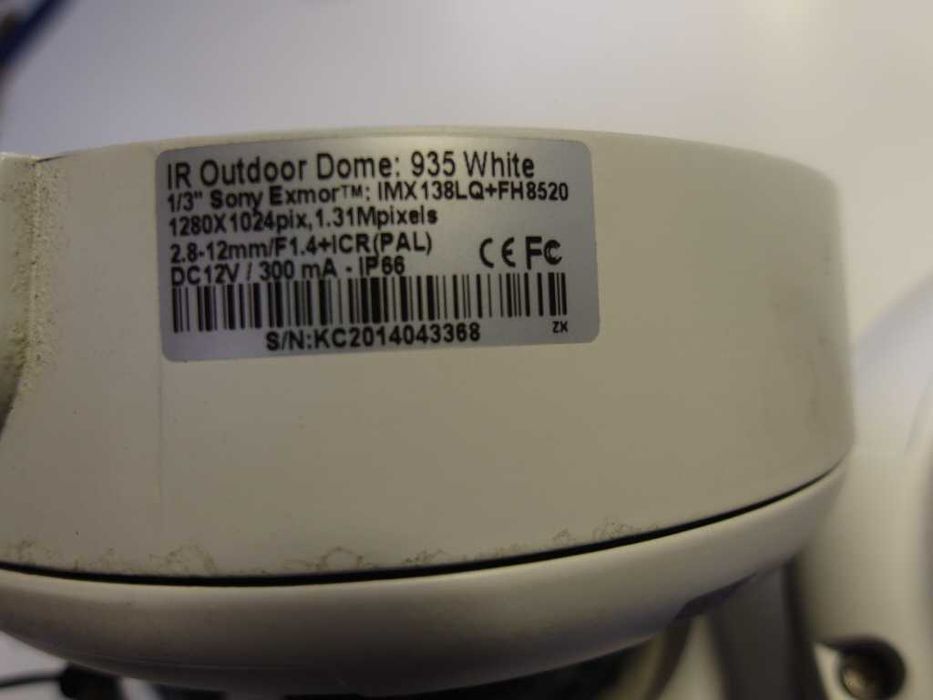 IR Outdoor Dome: 935 White
1/3" Sony Exmor™: IMX138LQ+FH8520
1280X1024pix,1.31Mpixels
2.8-12mm/F1.4+ICR(PAL)
CE FC
DC12V / 300 mA - IP66
S/N:KC2014043368
ZK